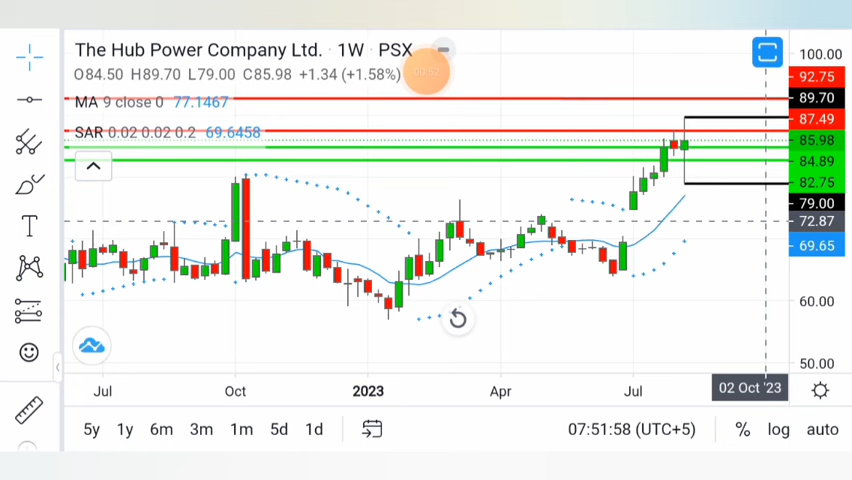 The Hub Power Company Ltd. · 1W · PSX
O84.50 H89.70 L79.00 C85.98 +1.34 (+1.58%)
MA 9 close 0 77.1467
SAR 0.02 0.02 0.2 69.6458
100.00
92.75
89.70
87.49
85.98
84.89
82.75
79.00
72.87
69.65
60.00
50.00
Jul Oct 2023 Apr Jul 02 Oct '23
5y 1y 6m 3m 1m 5d 1d 07:51:58 (UTC+5) % log auto